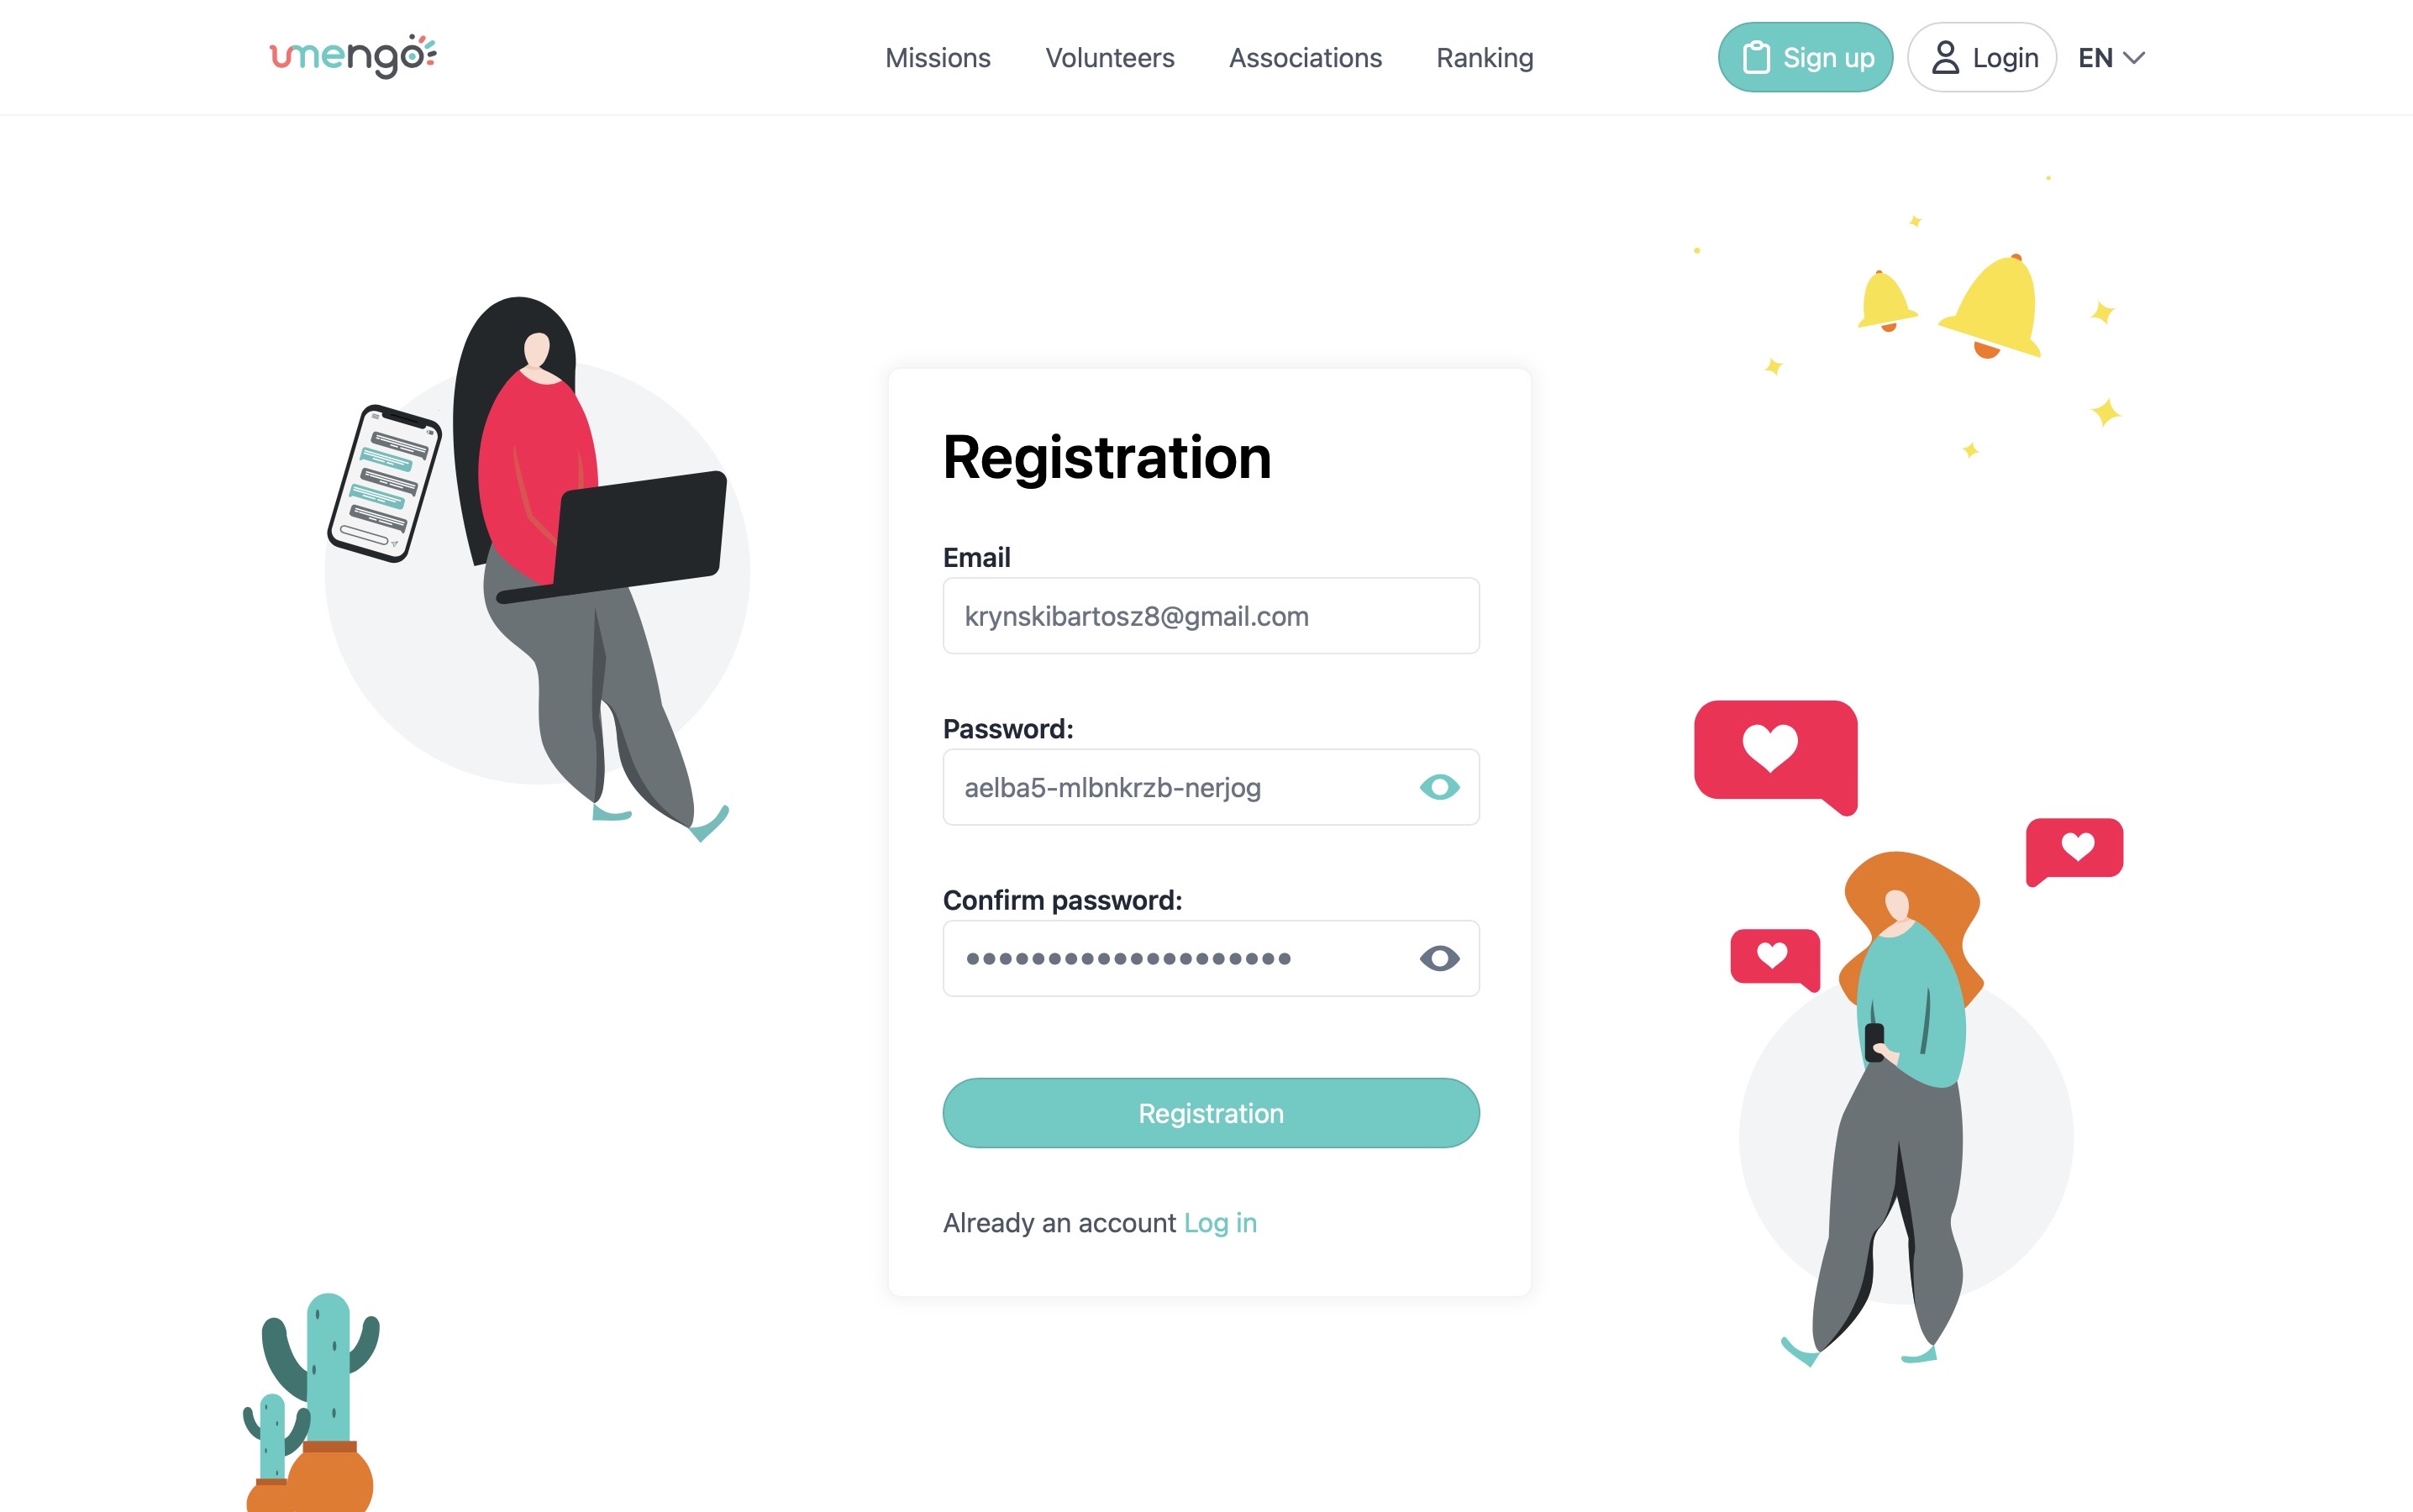 umengo
Missions Volunteers Associations Ranking Sign up Login EN
Registration
Email
krynskibartosz8@gmail.com
Password:
aelba5-mlbnkrzb-nerjog
Confirm password:
••••••••••••••••••••
Registration
Already an account Log in